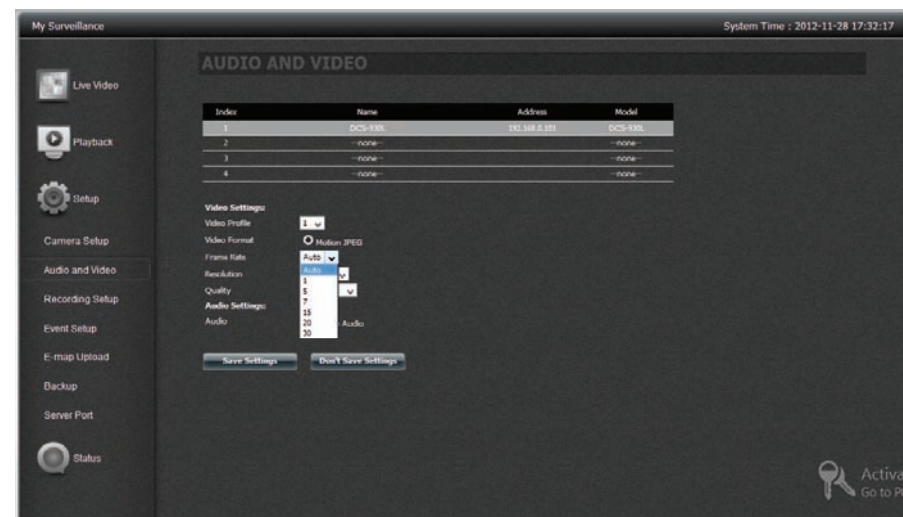 My Surveillance
System Time : 2012-11-28 17:32:17
AUDIO AND VIDEO
Live Video
Playback
Setup
Camera Setup
Audio and Video
Recording Setup
Event Setup
E-map Upload
Backup
Server Port
Status
Index Name Address Model
1 DCS-930L DCS-930L
2 --none-- --none--
3 --none-- --none--
4 --none-- --none--
Video Settings:
Video Profile 1
Video Format Motion JPEG
Frame Rate Auto
Auto
1
5
7
15
20
30
Resolution
Quality
Audio Settings:
Audio Audio
Save Settings Don't Save Settings
Activa
Go to P